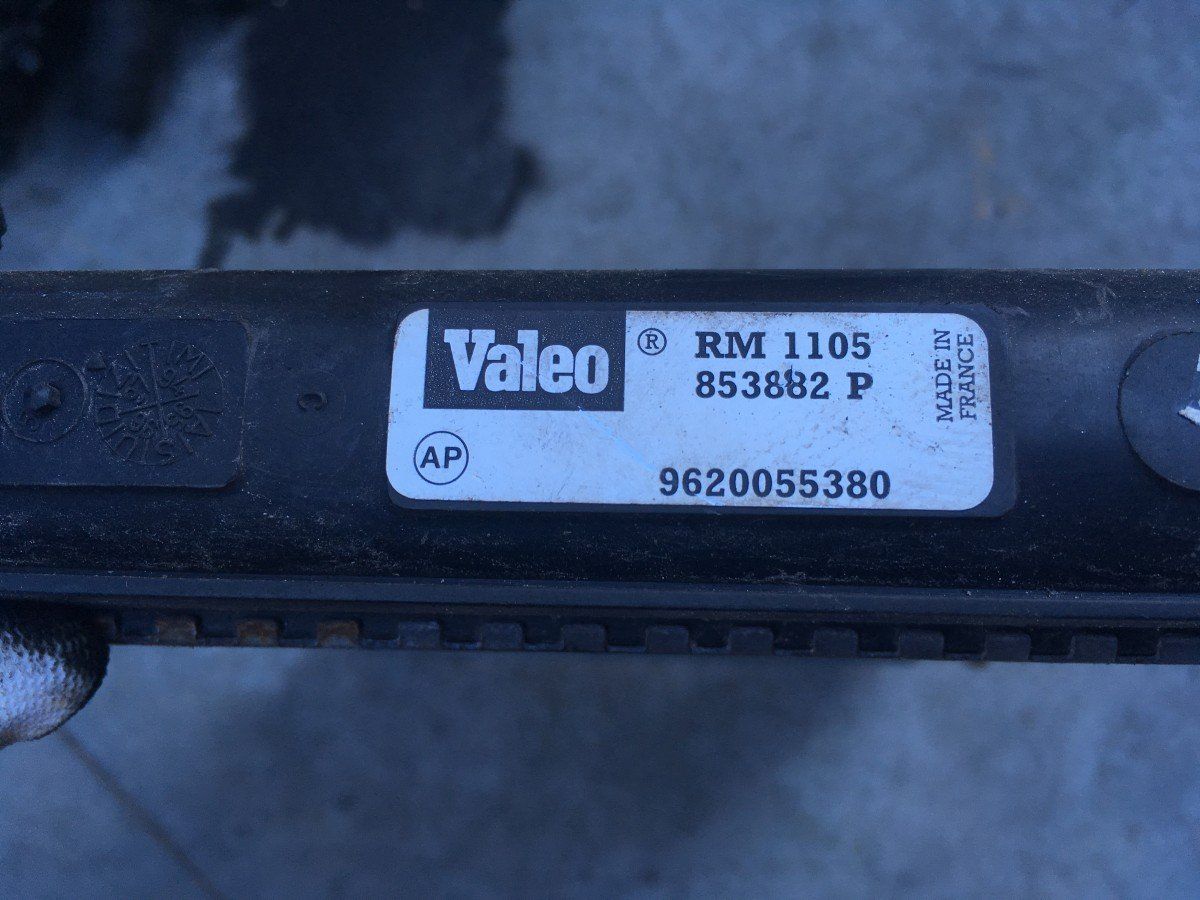 Valeo ® RM 1105
853882 P
MADE IN
FRANCE
AP
9620055380
C